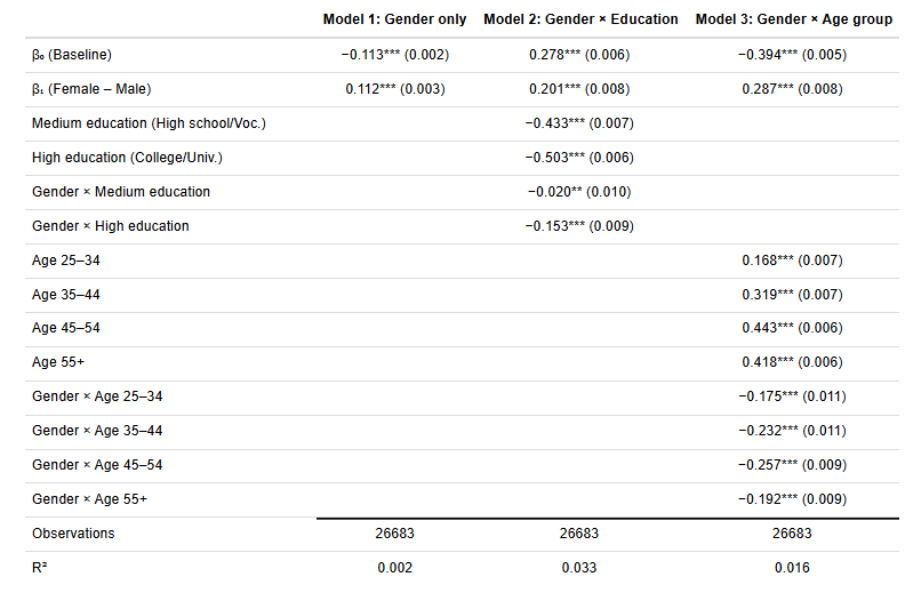 Model 1: Gender only Model 2: Gender × Education Model 3: Gender × Age group
β₀ (Baseline) −0.113*** (0.002) 0.278*** (0.006) −0.394*** (0.005)
β₁ (Female – Male) 0.112*** (0.003) 0.201*** (0.008) 0.287*** (0.008)
Medium education (High school/Voc.) −0.433*** (0.007)
High education (College/Univ.) −0.503*** (0.006)
Gender × Medium education −0.020** (0.010)
Gender × High education −0.153*** (0.009)
Age 25–34 0.168*** (0.007)
Age 35–44 0.319*** (0.007)
Age 45–54 0.443*** (0.006)
Age 55+ 0.418*** (0.006)
Gender × Age 25–34 −0.175*** (0.011)
Gender × Age 35–44 −0.232*** (0.011)
Gender × Age 45–54 −0.257*** (0.009)
Gender × Age 55+ −0.192*** (0.009)
Observations 26683 26683 26683
R² 0.002 0.033 0.016